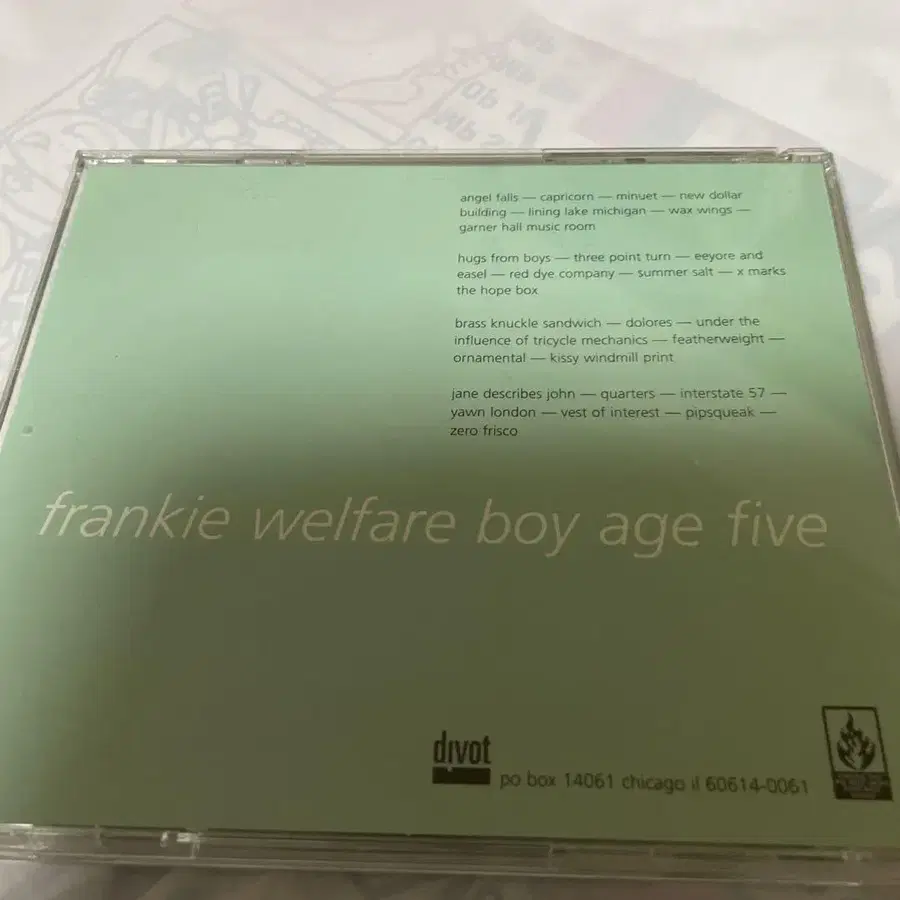 angel falls — capricorn — minuet — new dollar
building — lining lake michigan — wax wings —
garner hall music room
hugs from boys — three point turn — eeyore and
easel — red dye company — summer salt — x marks
the hope box
brass knuckle sandwich — dolores — under the
influence of tricycle mechanics — featherweight —
ornamental — kissy windmill print
jane describes john — quarters — interstate 57 —
yawn london — vest of interest — pipsqueak —
zero frisco
frankie welfare boy age five
divot
po box 14061 chicago il 60614-0061